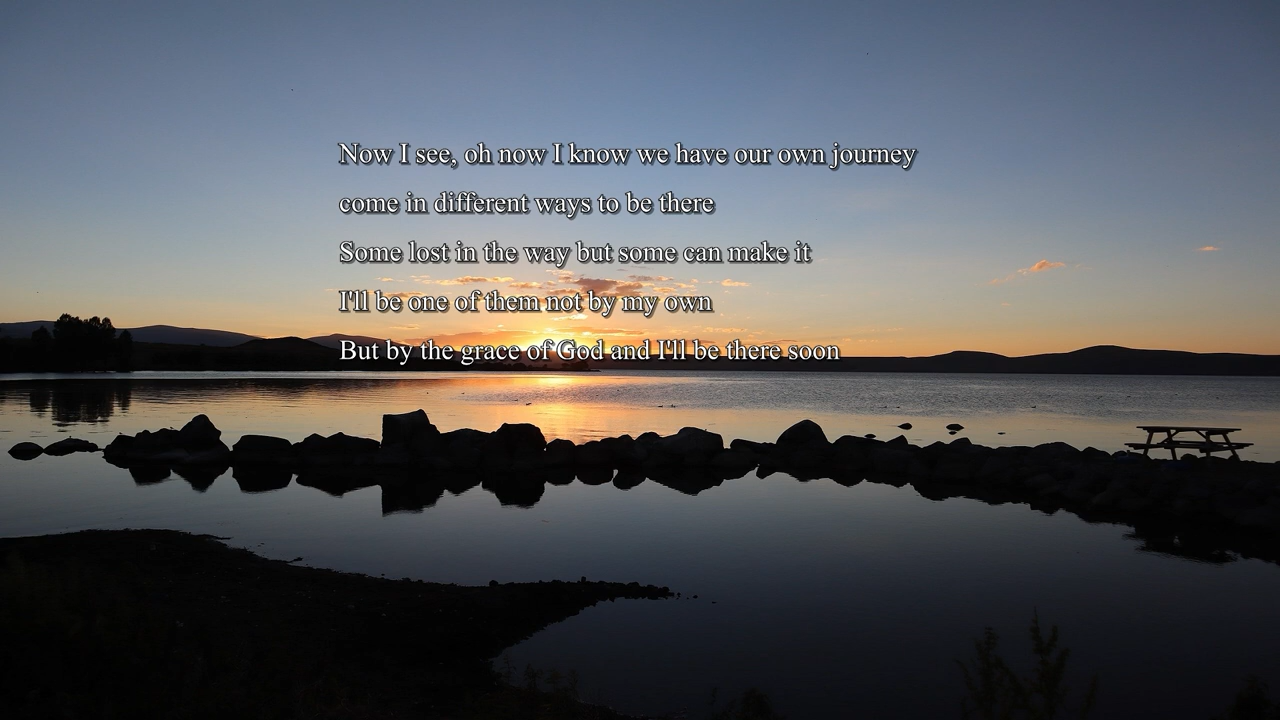 Now I see, oh now I know we have our own journey
come in different ways to be there
Some lost in the way but some can make it
I'll be one of them not by my own
But by the grace of God and I'll be there soon